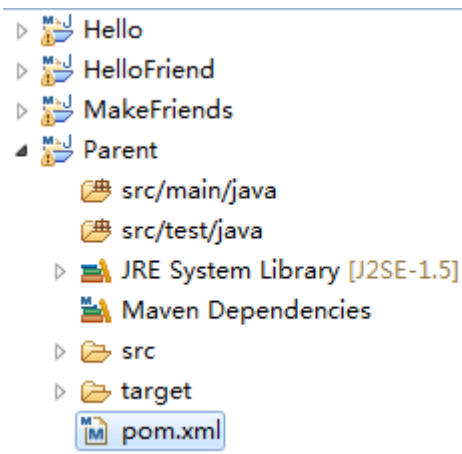 Hello
HelloFriend
MakeFriends
Parent
src/main/java
src/test/java
JRE System Library [J2SE-1.5]
Maven Dependencies
src
target
pom.xml